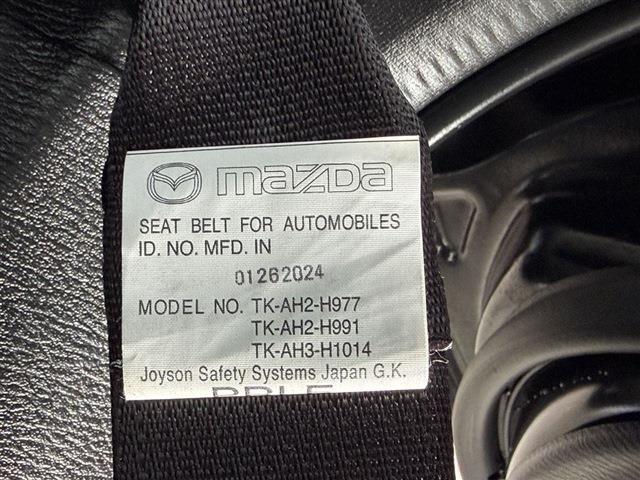 mazda
SEAT BELT FOR AUTOMOBILES
ID. NO. MFD. IN
01262024
MODEL NO. TK-AH2-H977
TK-AH2-H991
TK-AH3-H1014
Joyson Safety Systems Japan G.K.